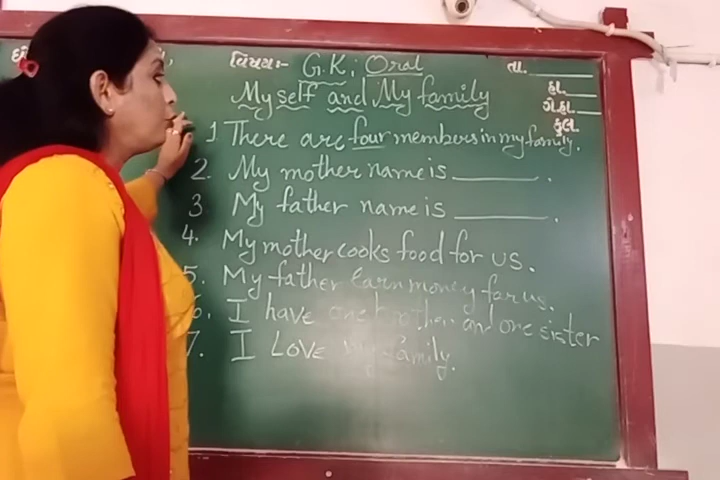 વિષયઃ- G.K; Oral
તા.
My self and My family
હા.
ગે.હા.
કુલ.
1 There are four members in my family.
2. My mother name is ______.
3 My father name is ______.
4. My mother cooks food for us.
5. My father earn money for us.
6. I have one brother and one sister
7. I Love my family.